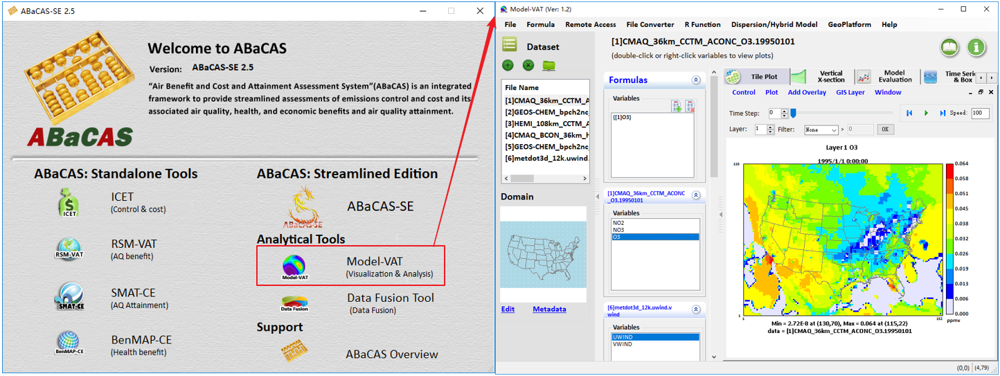 ABaCAS-SE 2.5
Welcome to ABaCAS
Version: ABaCAS-SE 2.5
“Air Benefit and Cost and Attainment Assessment System”(ABaCAS) is an integrated
framework to provide streamlined assessments of emissions control and cost and its
associated air quality, health, and economic benefits and air quality attainment.
ABaCAS
ABaCAS: Standalone Tools
ICET
ICET
(Control & cost)
RSM-VAT
RSM-VAT
(AQ benefit)
SMAT-CE
SMAT-CE
(AQ Attainment)
BenMAP-CE
BenMAP-CE
(Health benefit)
ABaCAS: Streamlined Edition
ABaCAS-SE
ABaCAS-SE
Analytical Tools
Model-VAT
Model-VAT
(Visualization & Analysis)
Data Fusion
Data Fusion Tool
(Data Fusion)
Support
ABaCAS Overview
Model-VAT (Ver: 1.2)
File Formula Remote Access File Converter R Function Dispersion/Hybrid Model GeoPlatform Help
Dataset
File Name
[1]CMAQ_36km_CCTM_A
[2]GEOS-CHEM_bpch2nc
[3]HEMI_108km_CCTM_A
[4]CMAQ_BCON_36km_h
[5]GEOS-CHEM_bpch2nc
[6]metdot3d_12k.uwind.
Domain
Edit Metadata
[1]CMAQ_36km_CCTM_ACONC_O3.19950101
(double-click or right-click variables to view plots)
Formulas
Variables
{[1]O3}
[1]CMAQ_36km_CCTM_ACONC
_O3.19950101
Variables
NO2
NO3
O3
[6]metdot3d_12k.uwind.v
wind
Variables
UWIND
VWIND
Tile Plot
Vertical
X-section
Model
Evaluation
Time Serie
& Box
Control Plot Add Overlay GIS Layer Window
Time Step: 0 Speed: 100
Layer: 1 Filter: None > 0 OK
Layer 1 O3
1995/1/1 0:00:00
116
1
1
152
0.064
0.058
0.051
0.045
0.038
0.032
0.026
0.019
0.013
0.006
0.000
ppmv
Min = 2.72E-8 at (130,70), Max = 0.064 at (115,22)
data = [1]CMAQ_36km_CCTM_ACONC_O3.19950101
(0,0) (4,79)